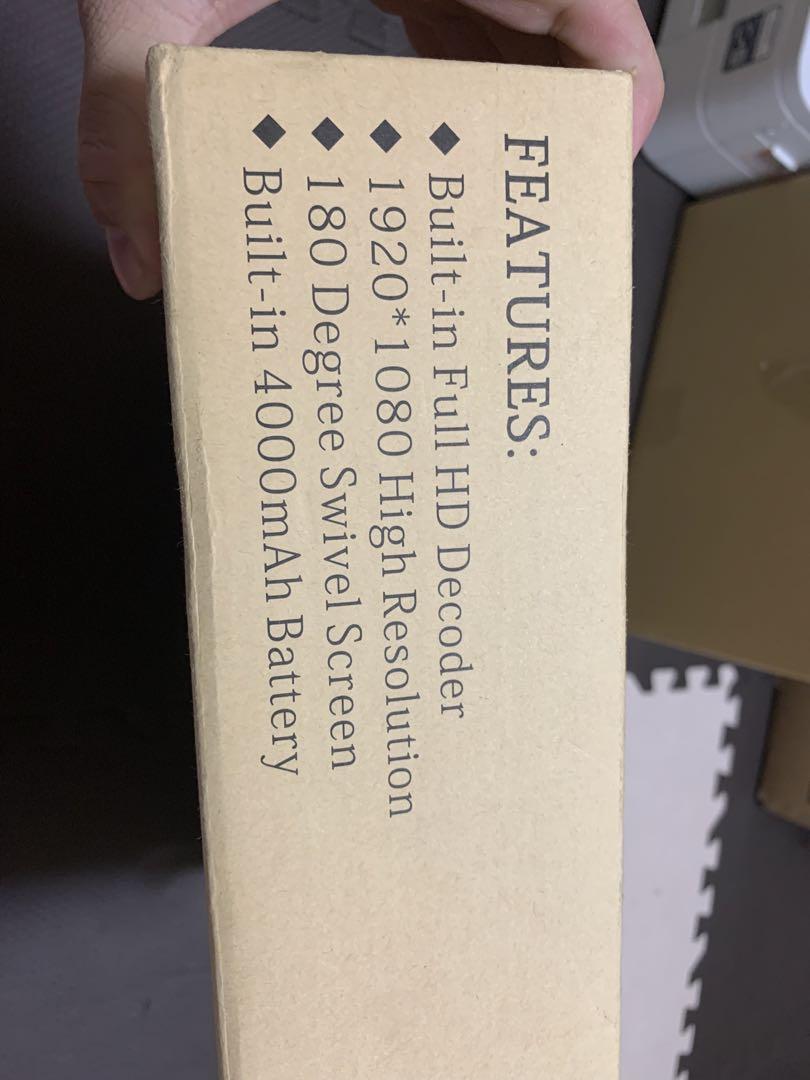 FEATURES:
◆ Built-in Full HD Decoder
◆ 1920*1080 High Resolution
◆ 180 Degree Swivel Screen
◆ Built-in 4000mAh Battery